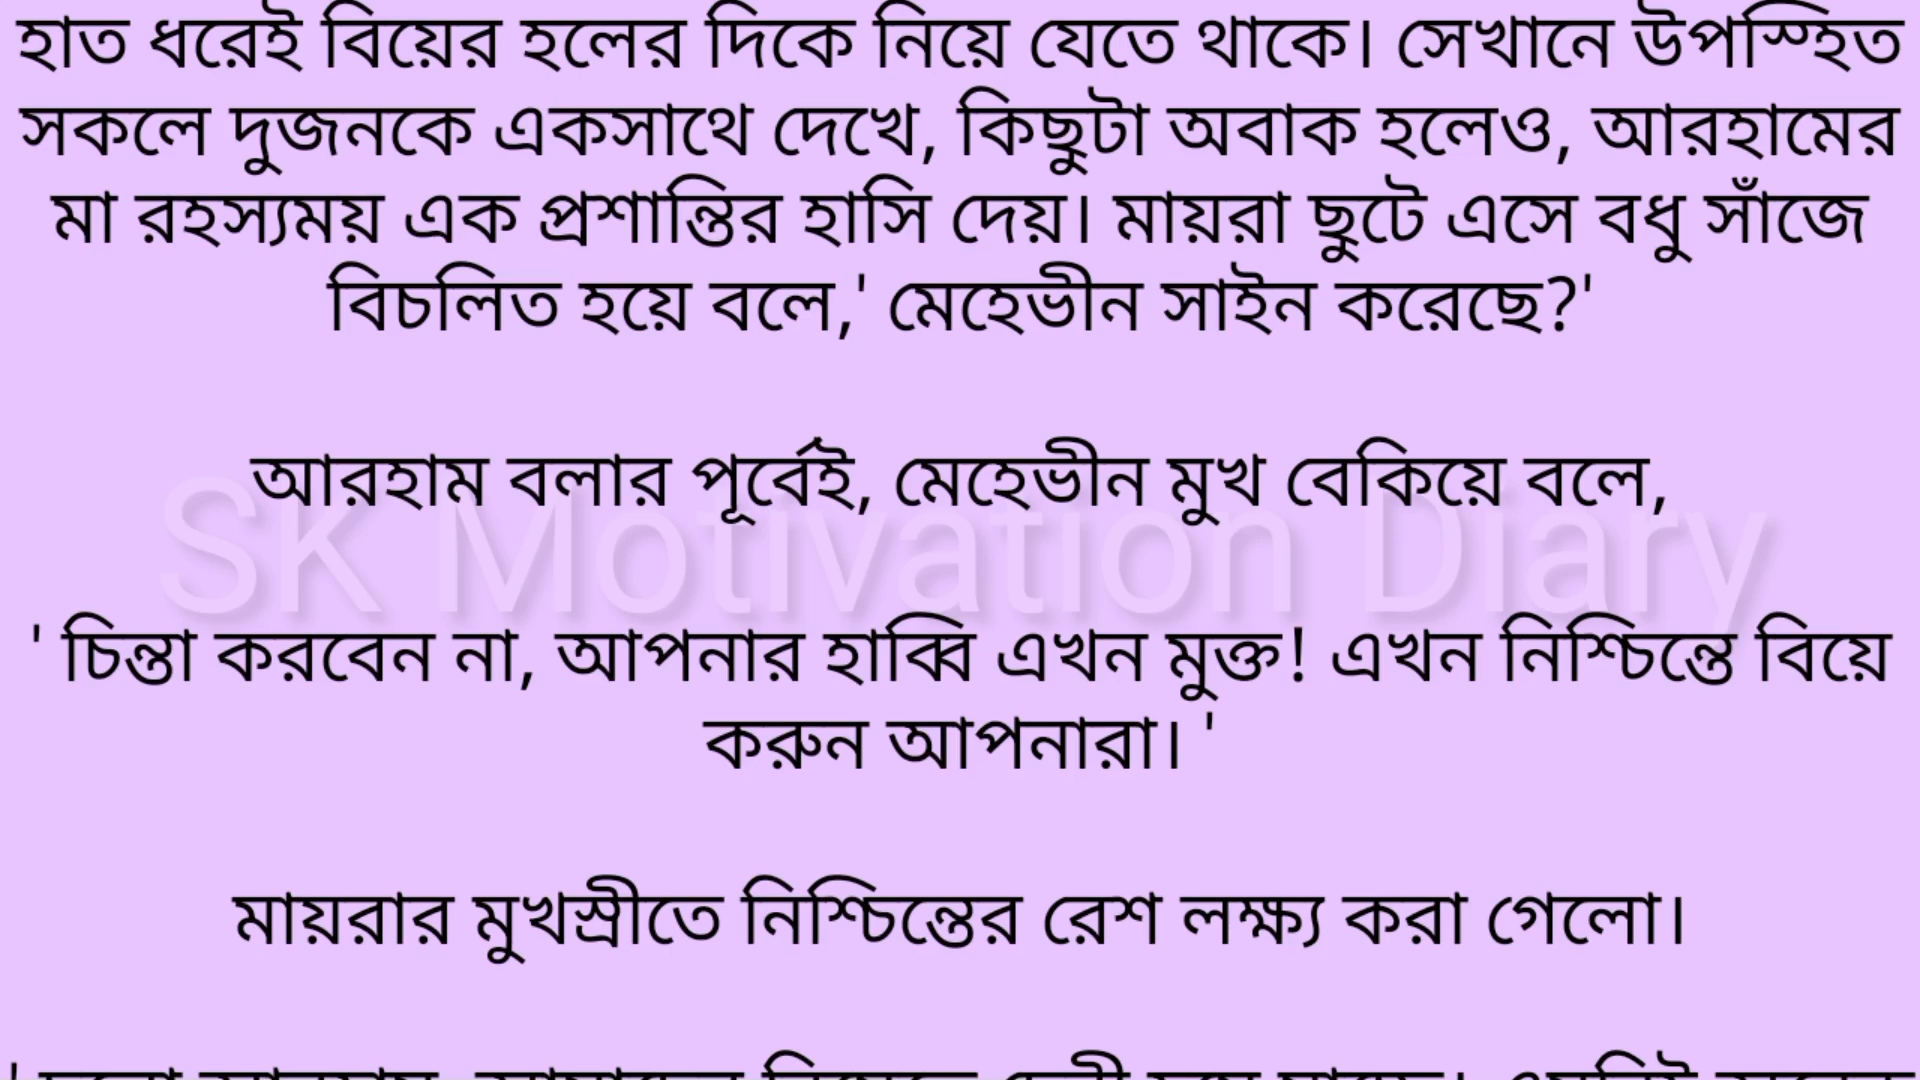 হাত ধরেই বিয়ের হলের দিকে নিয়ে যেতে থাকে। সেখানে উপস্হিত
সকলে দুজনকে একসাথে দেখে, কিছুটা অবাক হলেও, আরহামের
মা রহস্যময় এক প্রশান্তির হাসি দেয়। মায়রা ছুটে এসে বধু সাঁজে
বিচলিত হয়ে বলে,' মেহেভীন সাইন করেছে?'
আরহাম বলার পূর্বেই, মেহেভীন মুখ বেকিয়ে বলে,
SK Motivation Diary
' চিন্তা করবেন না, আপনার হাব্বি এখন মুক্ত! এখন নিশ্চিন্তে বিয়ে
করুন আপনারা। '
মায়রার মুখস্রীতে নিশ্চিন্তের রেশ লক্ষ্য করা গেলো।